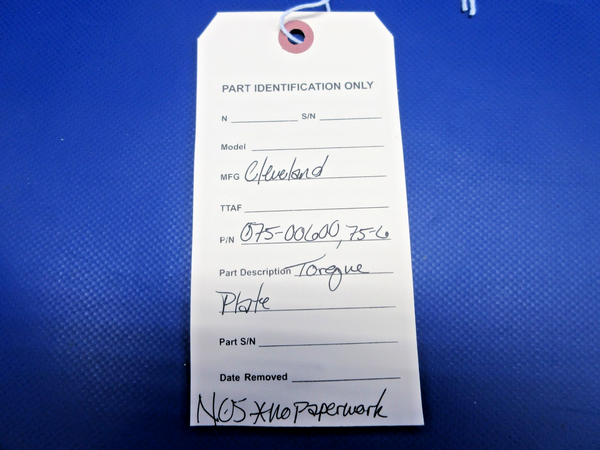 PART IDENTIFICATION ONLY
N S/N
Model
MFG Cleveland
TTAF
P/N 075-00600, 75-6
Part Description Torque
Plate
Part S/N
Date Removed
NOS *no paperwork